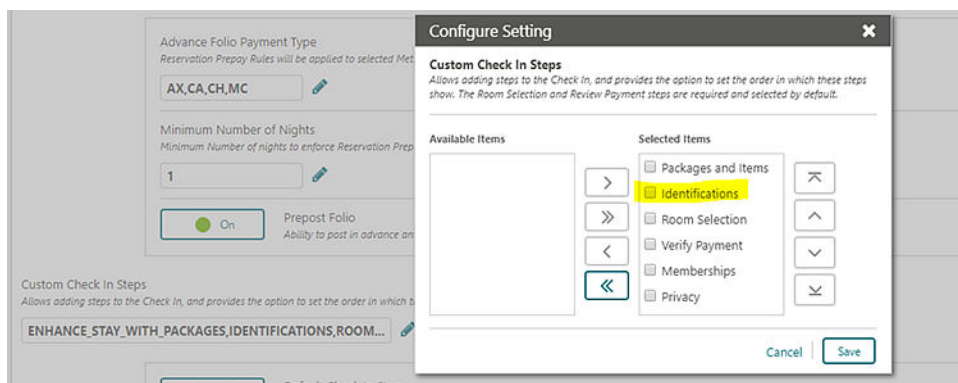 Advance Folio Payment Type
Reservation Prepay Rules will be applied to selected Met
AX,CA,CH,MC
Minimum Number of Nights
Minimum Number of nights to enforce Reservation Prep
1
On
Prepost Folio
Ability to post in advance an
Custom Check In Steps
Allows adding steps to the Check In, and provides the option to set the order in which t
ENHANCE_STAY_WITH_PACKAGES,IDENTIFICATIONS,ROOM...
Configure Setting
Custom Check In Steps
Allows adding steps to the Check In, and provides the option to set the order in which these steps
show. The Room Selection and Review Payment steps are required and selected by default.
Available Items
Selected Items
Packages and Items
Identifications
Room Selection
Verify Payment
Memberships
Privacy
Cancel
Save